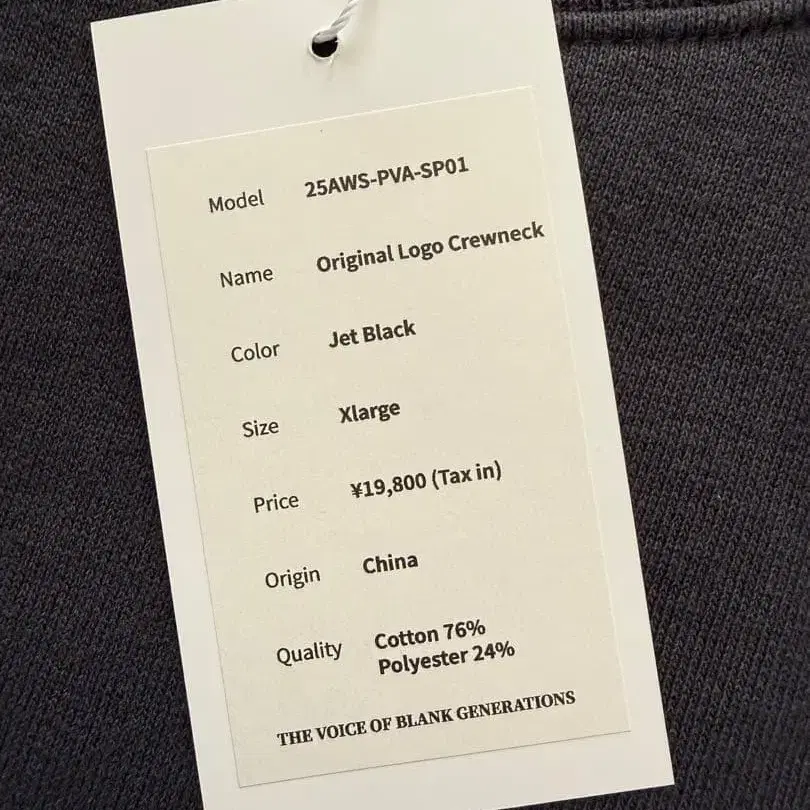 Model 25AWS-PVA-SP01
Name Original Logo Crewneck
Color Jet Black
Size Xlarge
Price ¥19,800 (Tax in)
Origin China
Quality Cotton 76%
Polyester 24%
THE VOICE OF BLANK GENERATIONS